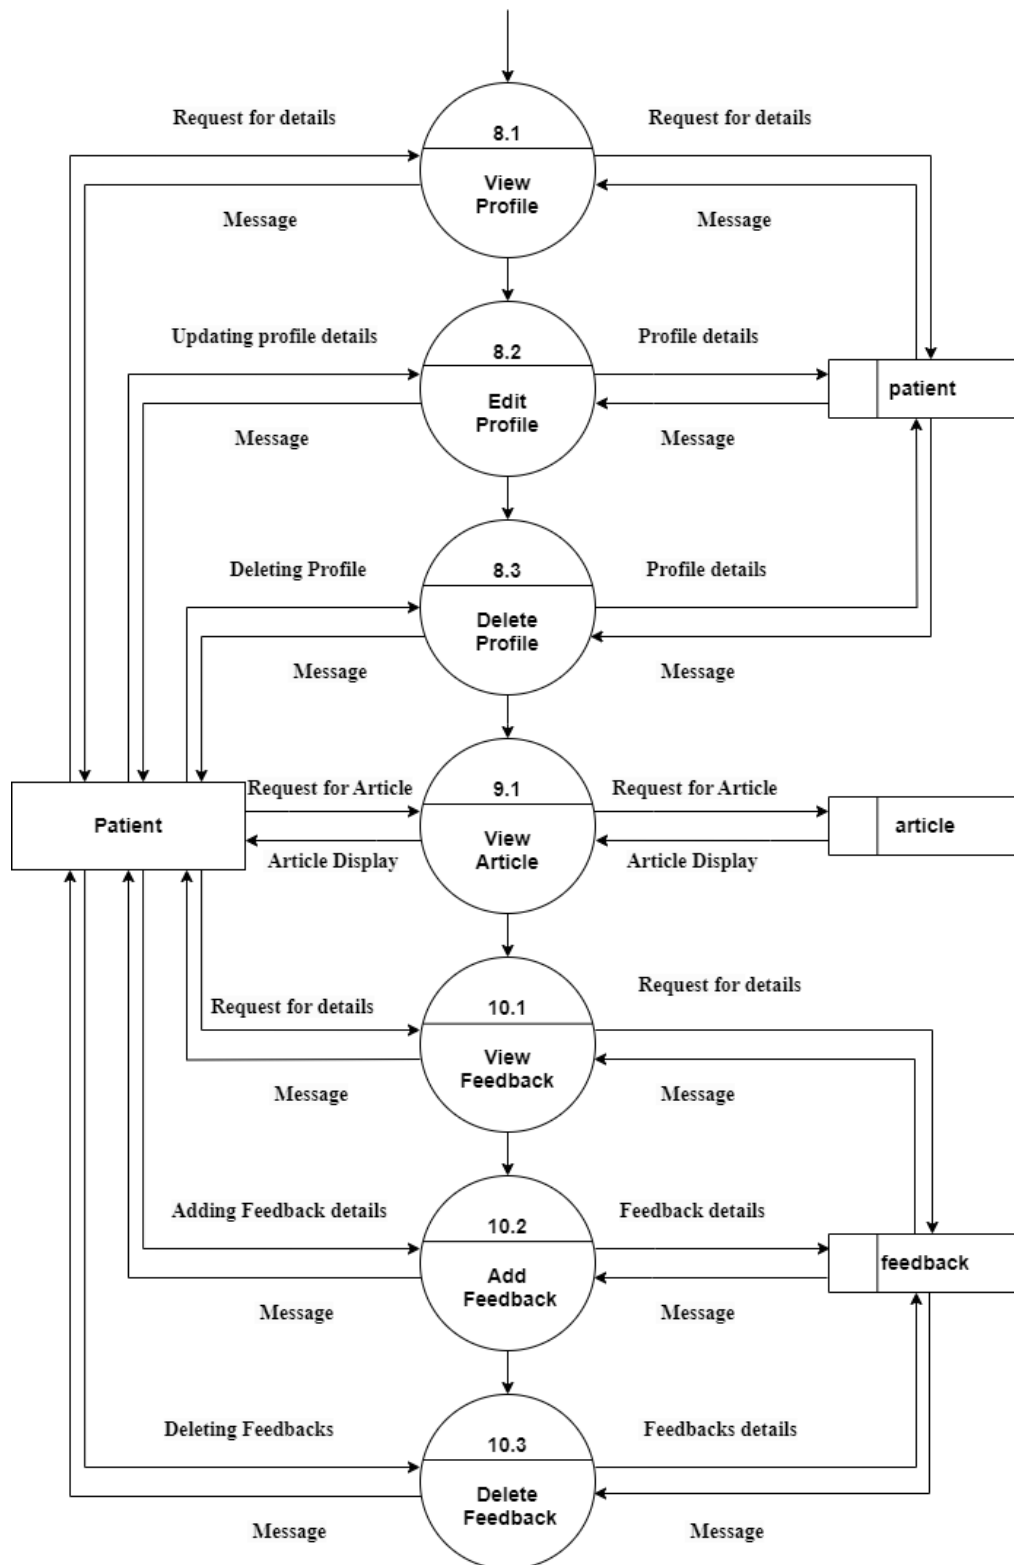 Request for details
Request for details
8.1
View
Profile
Message
Message
Updating profile details
Profile details
8.2
Edit
Profile
patient
Message
Message
Deleting Profile
Profile details
8.3
Delete
Profile
Message
Message
Patient
Request for Article
9.1
Request for Article
View
Article
article
Article Display
Article Display
Request for details
Request for details
10.1
View
Feedback
Message
Message
Adding Feedback details
Feedback details
10.2
Add
Feedback
feedback
Message
Message
Deleting Feedbacks
Feedbacks details
10.3
Delete
Feedback
Message
Message